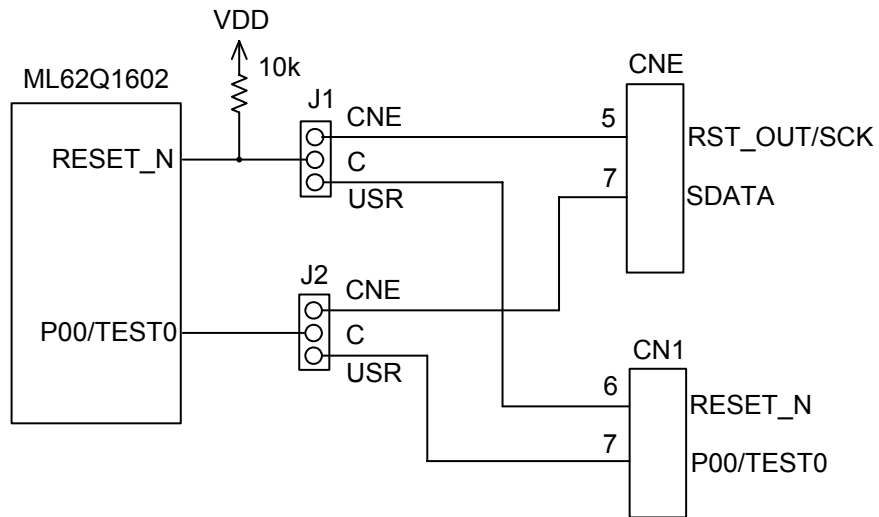 VDD
10k
ML62Q1602
CNE
J1
CNE
5
RST_OUT/SCK
RESET_N
C
7
USR
SDATA
J2
CNE
P00/TEST0
C
CN1
USR
6
RESET_N
7
P00/TEST0